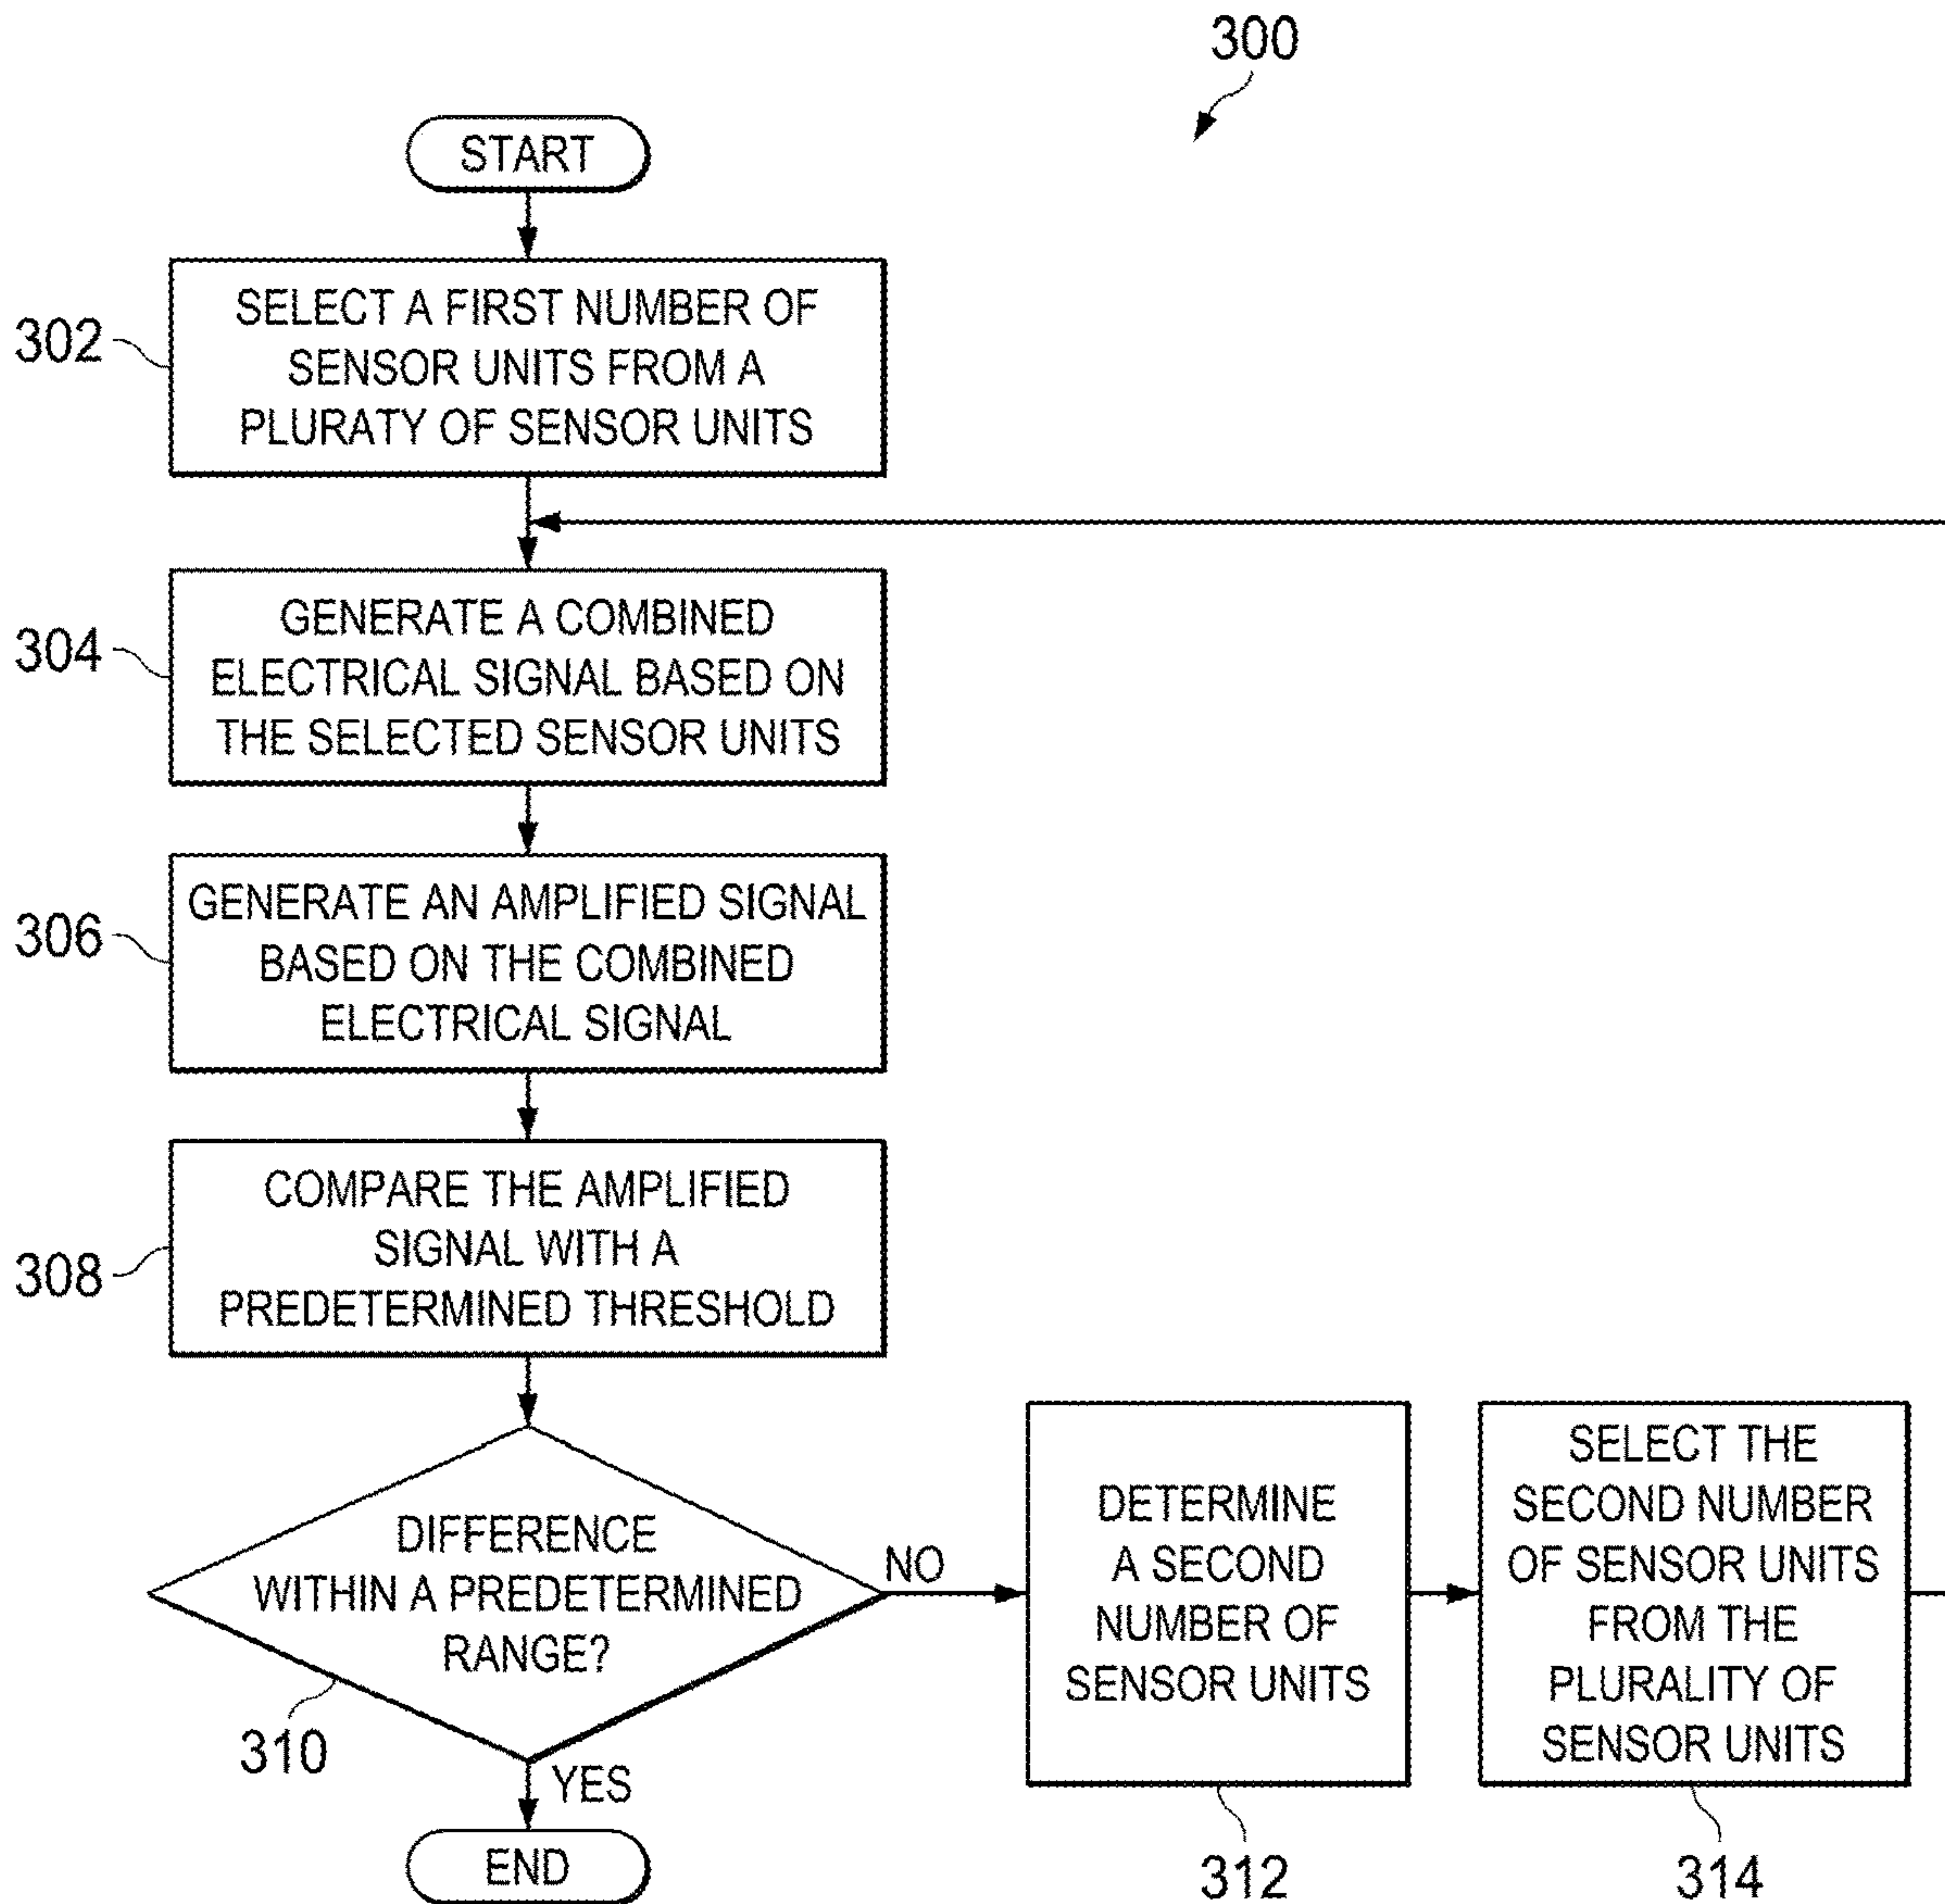 300
START
302
SELECT A FIRST NUMBER OF
SENSOR UNITS FROM A
PLURATY OF SENSOR UNITS
304
GENERATE A COMBINED
ELECTRICAL SIGNAL BASED ON
THE SELECTED SENSOR UNITS
306
GENERATE AN AMPLIFIED SIGNAL
BASED ON THE COMBINED
ELECTRICAL SIGNAL
308
COMPARE THE AMPLIFIED
SIGNAL WITH A
PREDETERMINED THRESHOLD
DIFFERENCE
WITHIN A PREDETERMINED
RANGE?
310
NO
YES
END
DETERMINE
A SECOND
NUMBER OF
SENSOR UNITS
312
SELECT THE
SECOND NUMBER
OF SENSOR UNITS
FROM THE
PLURALITY OF
SENSOR UNITS
314